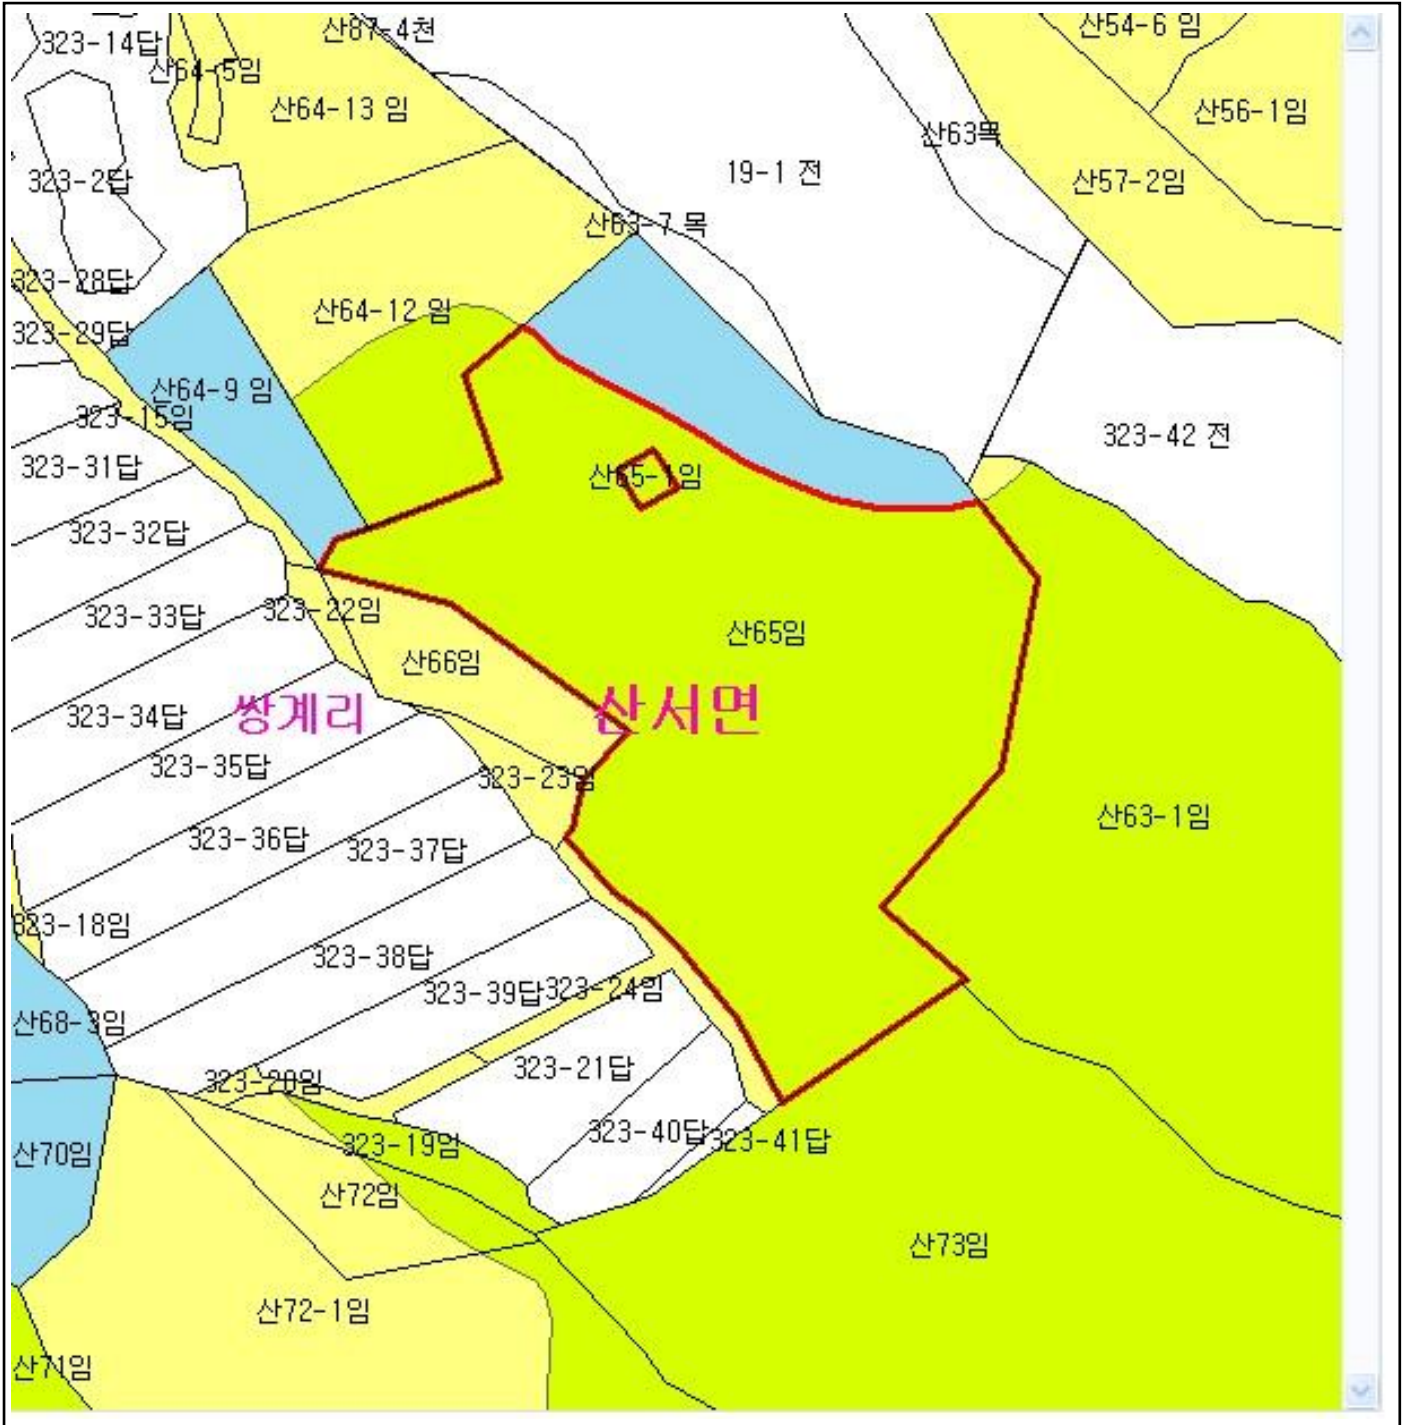 산87-4천
산54-6 임
323-14답
산64-5임
산64-13 임
산56-1임
산63목
19-1 전
323-2답
산57-2임
산63-7 목
323-28답
산64-12 임
323-29답
산64-9 임
323-15임
323-42 전
323-31답
산65-1임
323-32답
323-22임
323-33답
산65임
산66임
쌍계리
산서면
323-34답
323-35답
323-23임
산63-1임
323-36답
323-37답
323-18임
323-38답
323-39답
323-24임
산68-3임
323-21답
323-20임
323-40답
323-41답
323-19임
산70임
산72임
산73임
산72-1임
산71임